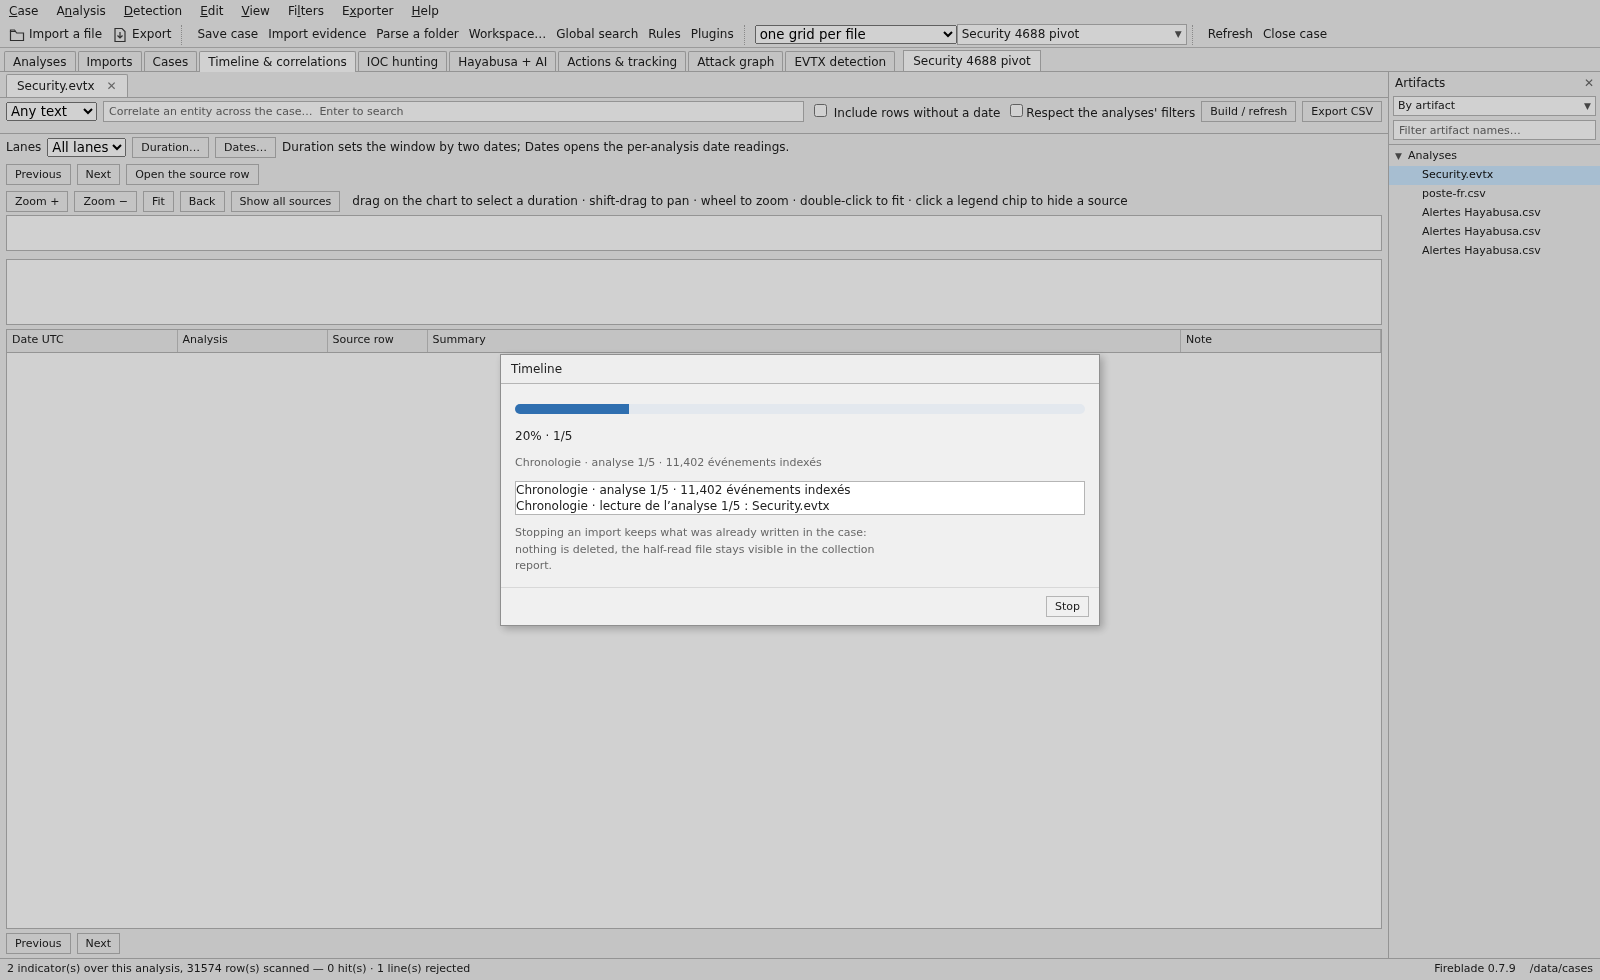 Case Analysis Detection Edit View Filters Exporter Help
Import a file Export Save case Import evidence Parse a folder Workspace… Global search Rules Plugins one grid per file Security 4688 pivot Refresh Close case
Analyses Imports Cases Timeline & correlations IOC hunting Hayabusa + AI Actions & tracking Attack graph EVTX detection Security 4688 pivot
Security.evtx ×
Any text Correlate an entity across the case… Enter to search Include rows without a date Respect the analyses' filters Build / refresh Export CSV
Lanes All lanes Duration… Dates… Duration sets the window by two dates; Dates opens the per-analysis date readings.
Previous Next Open the source row
Zoom + Zoom − Fit Back Show all sources drag on the chart to select a duration · shift-drag to pan · wheel to zoom · double-click to fit · click a legend chip to hide a source
Date UTC Analysis Source row Summary Note
Timeline
20% · 1/5
Chronologie · analyse 1/5 · 11,402 événements indexés
Chronologie · analyse 1/5 · 11,402 événements indexés
Chronologie · lecture de l’analyse 1/5 : Security.evtx
Stopping an import keeps what was already written in the case:
nothing is deleted, the half-read file stays visible in the collection
report.
Stop
Previous Next
Artifacts ×
By artifact
Filter artifact names…
Analyses
Security.evtx
poste-fr.csv
Alertes Hayabusa.csv
Alertes Hayabusa.csv
Alertes Hayabusa.csv
2 indicator(s) over this analysis, 31574 row(s) scanned — 0 hit(s) · 1 line(s) rejected Fireblade 0.7.9 /data/cases